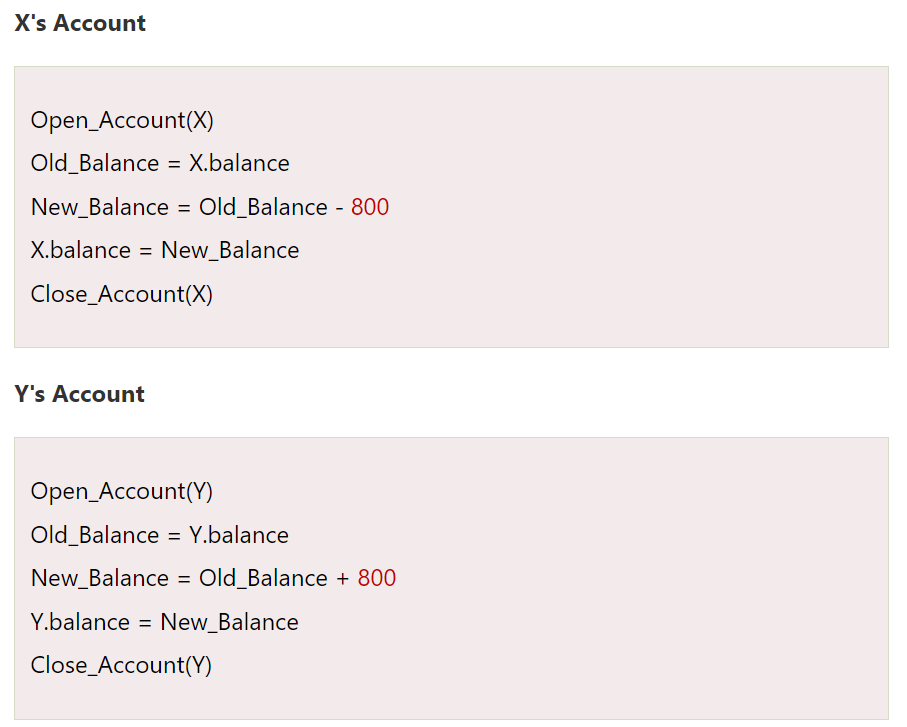 X's Account
Open_Account(X)
Old_Balance = X.balance
New_Balance = Old_Balance - 800
X.balance = New_Balance
Close_Account(X)
Y's Account
Open_Account(Y)
Old_Balance = Y.balance
New_Balance = Old_Balance + 800
Y.balance = New_Balance
Close_Account(Y)